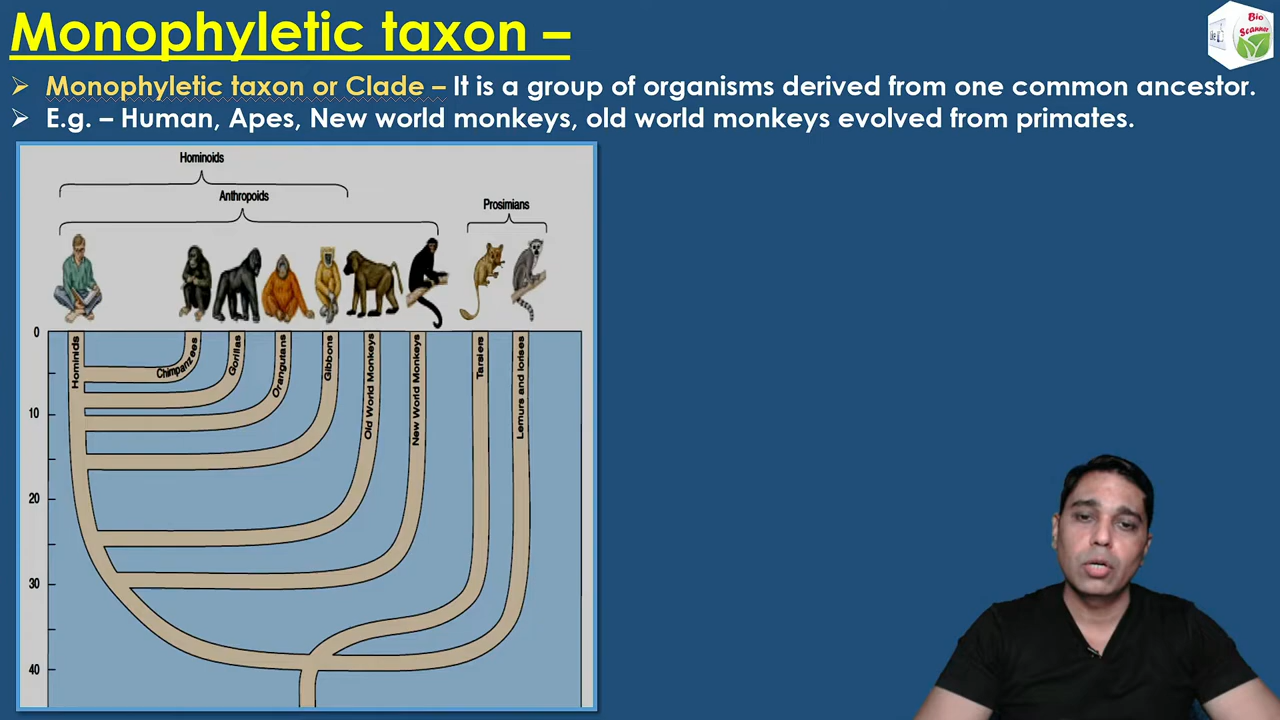 Monophyletic taxon –
Bio
Scanner
Monophyletic taxon or Clade – It is a group of organisms derived from one common ancestor.
E.g. – Human, Apes, New world monkeys, old world monkeys evolved from primates.
Hominoids
Anthropoids
Prosimians
0
10
20
30
40
Hominids
Chimpanzees
Gorillas
Orangutans
Gibbons
Old World Monkeys
New World Monkeys
Tarsiers
Lemurs and lorises